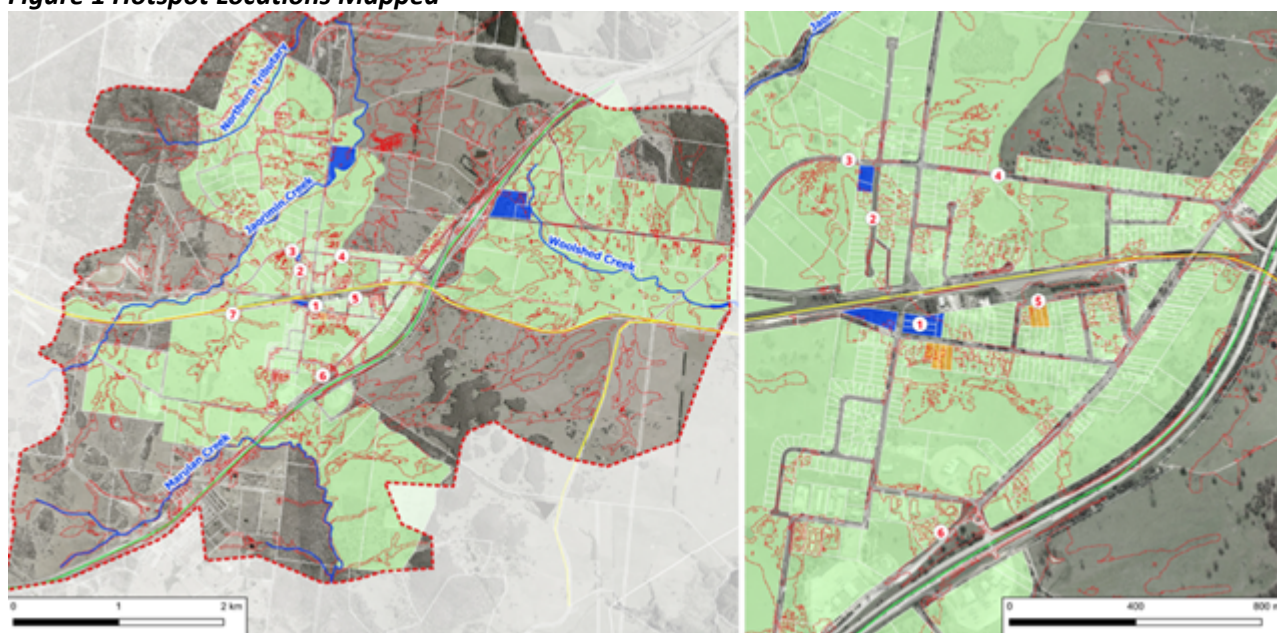 Figure 1 Hotspot Locations Mapped
Northern Tributary
Jaorimin Creek
Woolshed Creek
Marulan Creek
3
4
2
1
5
7
6
0 1 2 km
3
4
2
5
1
6
0 400 800 m